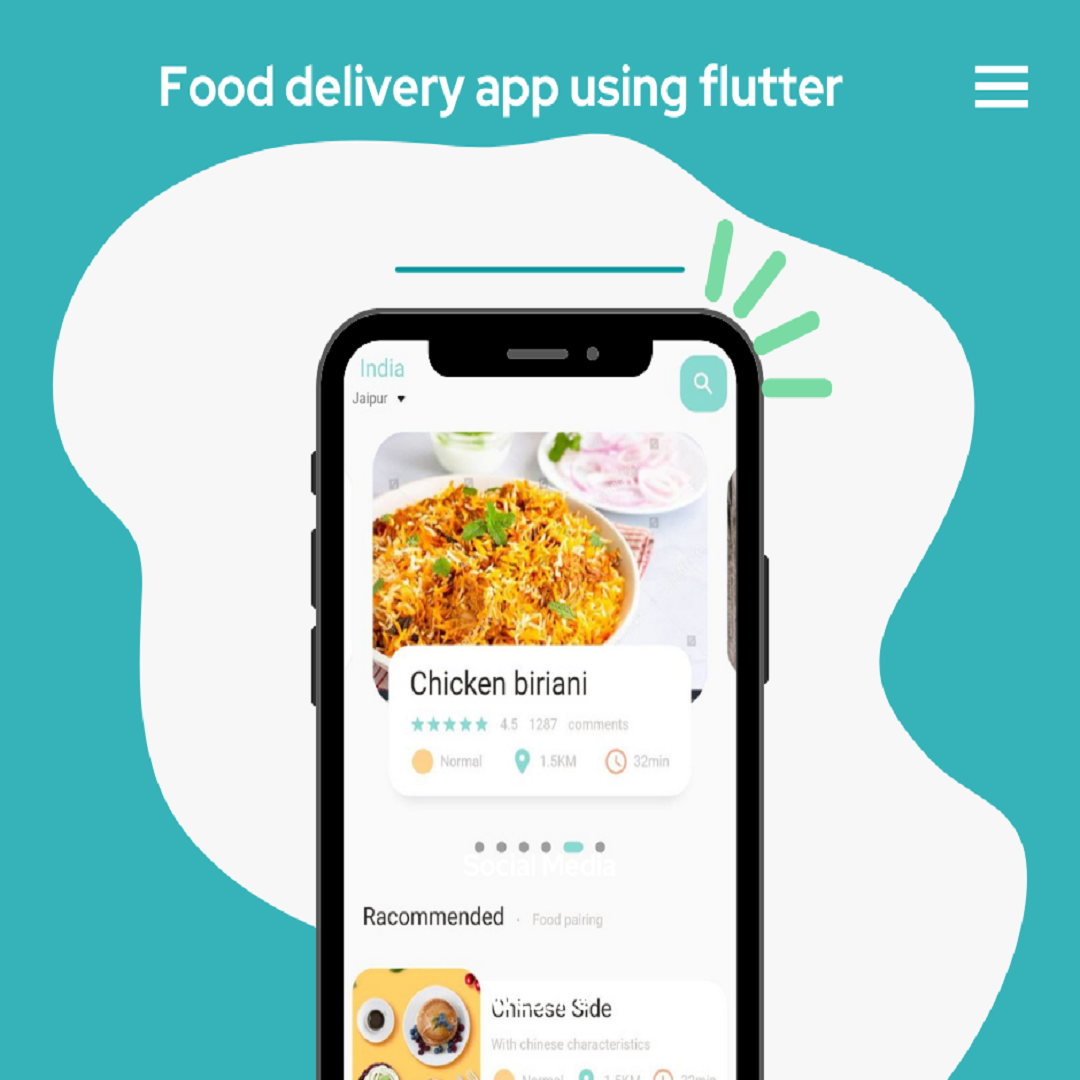 Food delivery app using flutter
India
Jaipur
Chicken biriani
4.5 1287 comments
Normal 1.5KM 32min
Social Media
Racommended · Food pairing
Chinese Side
With chinese characteristics
Normal 1.5KM 32min